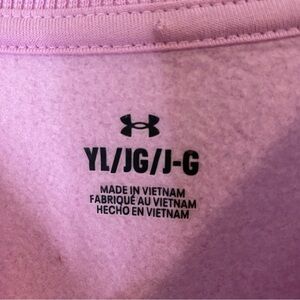 YL/JG/J-G
MADE IN VIETNAM
FABRIQUÉ AU VIETNAM
HECHO EN VIETNAM